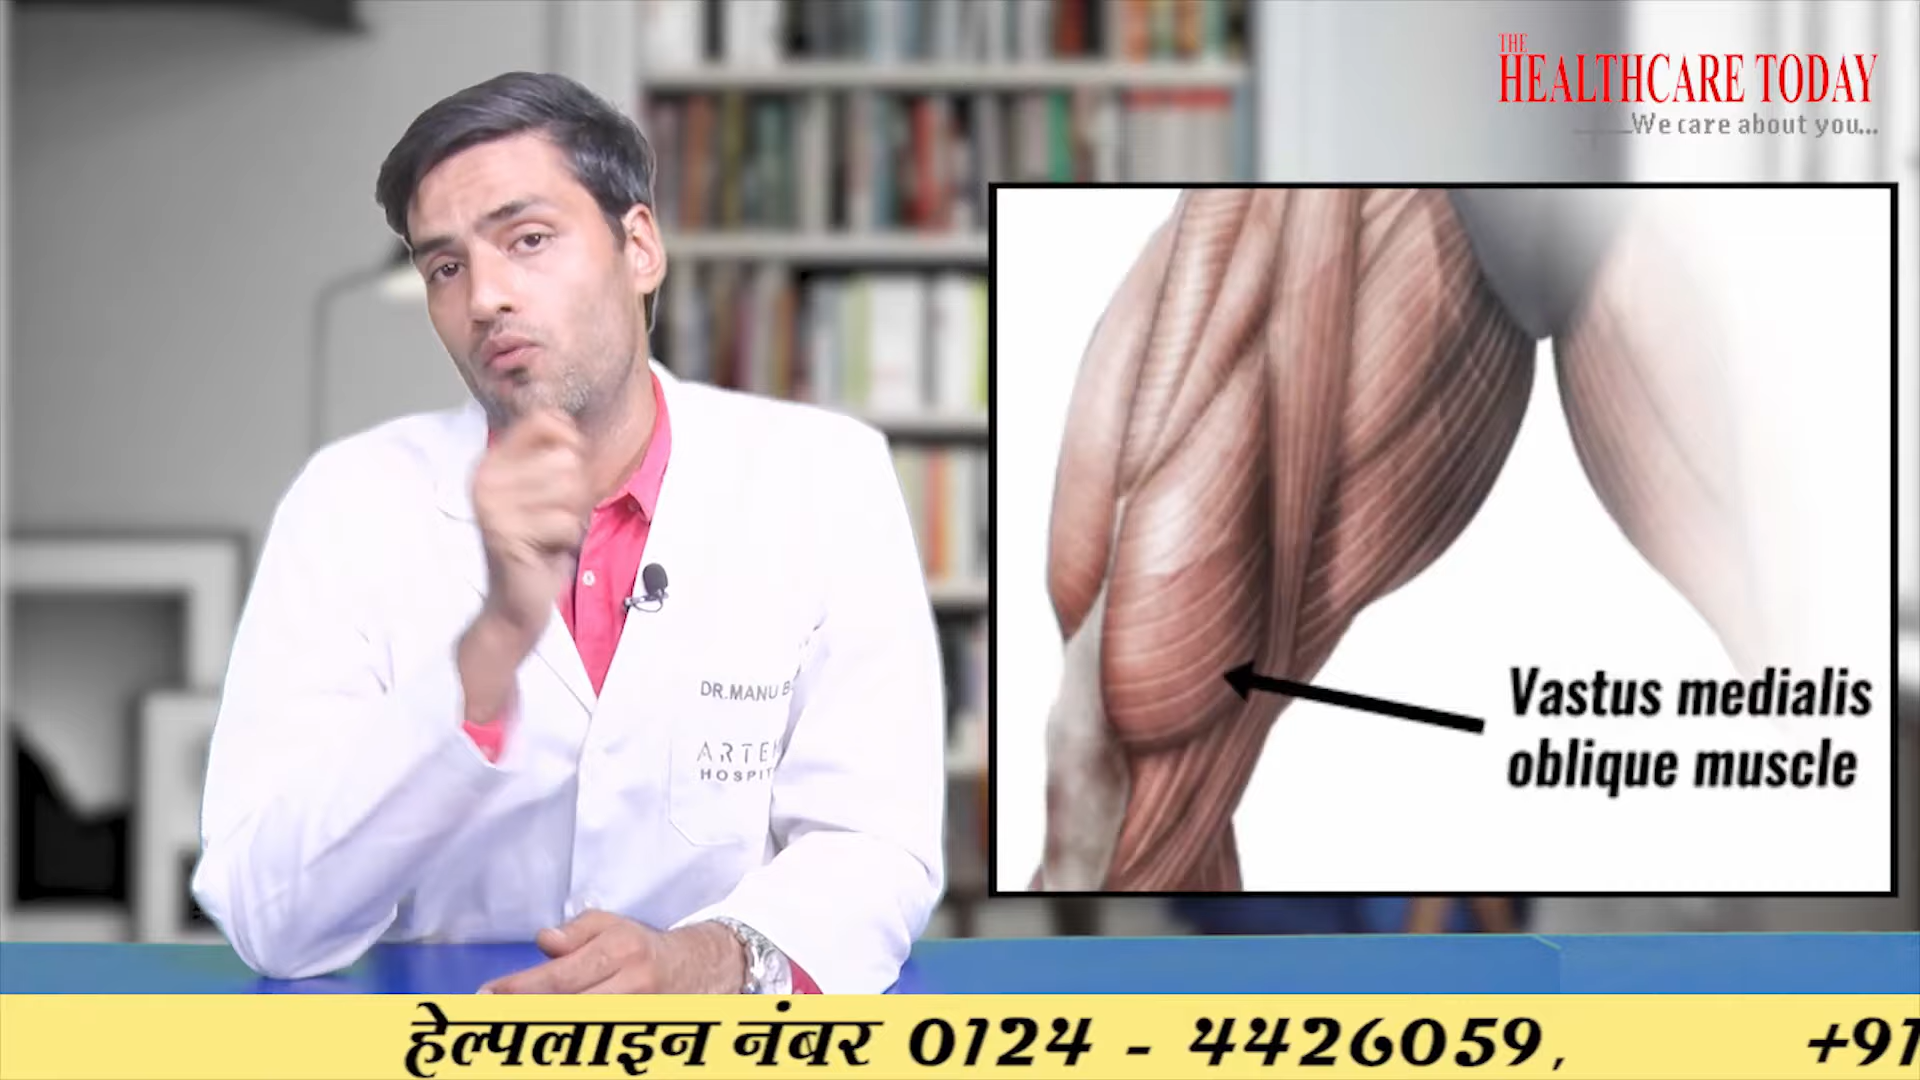 THE
HEALTHCARE TODAY
We care about you...
DR.MANU
HOSPIT
Vastus medialis
oblique muscle
हेल्पलाइन नंबर 0124 - 4426059, +91